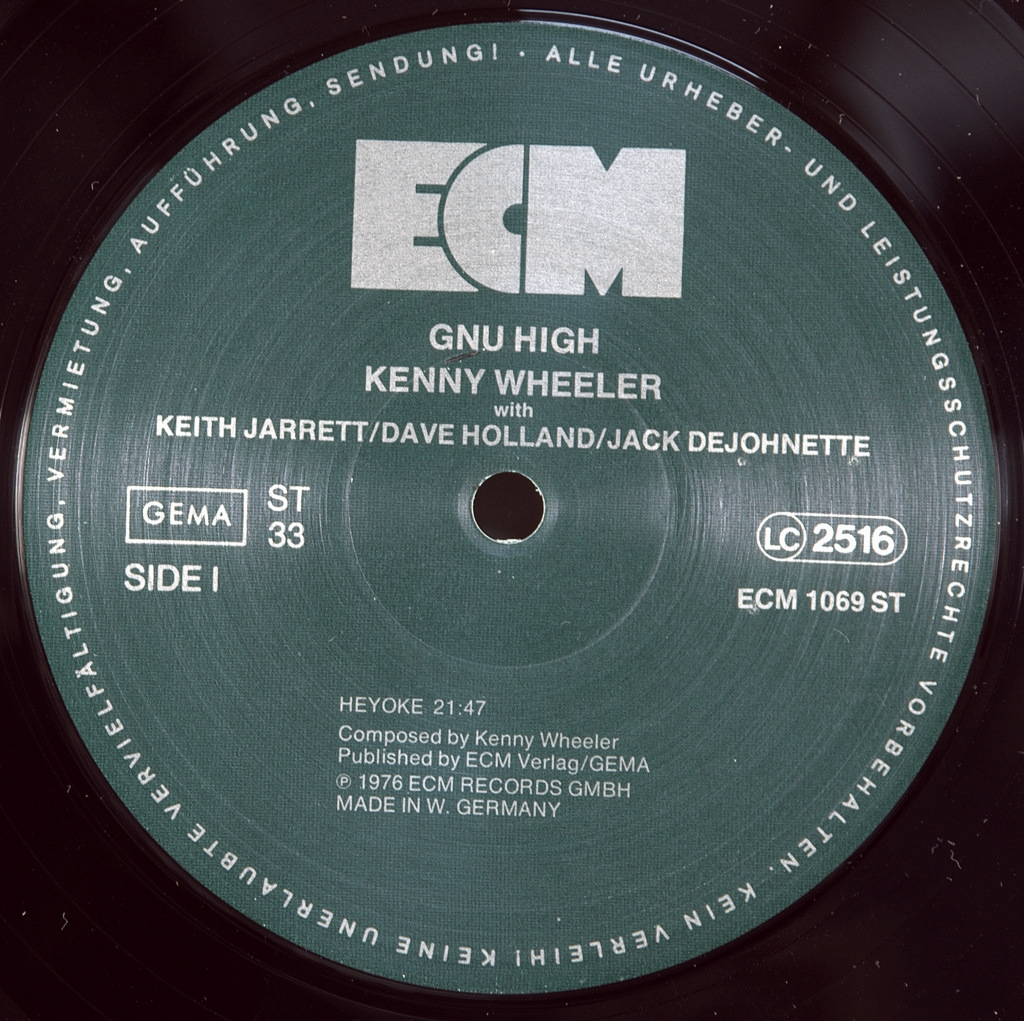 ALLE URHEBER- UND LEISTUNGSSCHUTZRECHTE VORBEHALTEN. KEIN VERLEIH! KEINE UNERLAUBTE VERVIELFÄLTIGUNG, VERMIETUNG, AUFFÜHRUNG, SENDUNG! ·
ECM
GNU HIGH
KENNY WHEELER
with
KEITH JARRETT/DAVE HOLLAND/JACK DEJOHNETTE
GEMA
ST
33
SIDE I
LC 2516
ECM 1069 ST
HEYOKE 21:47
Composed by Kenny Wheeler
Published by ECM Verlag/GEMA
℗ 1976 ECM RECORDS GMBH
MADE IN W. GERMANY